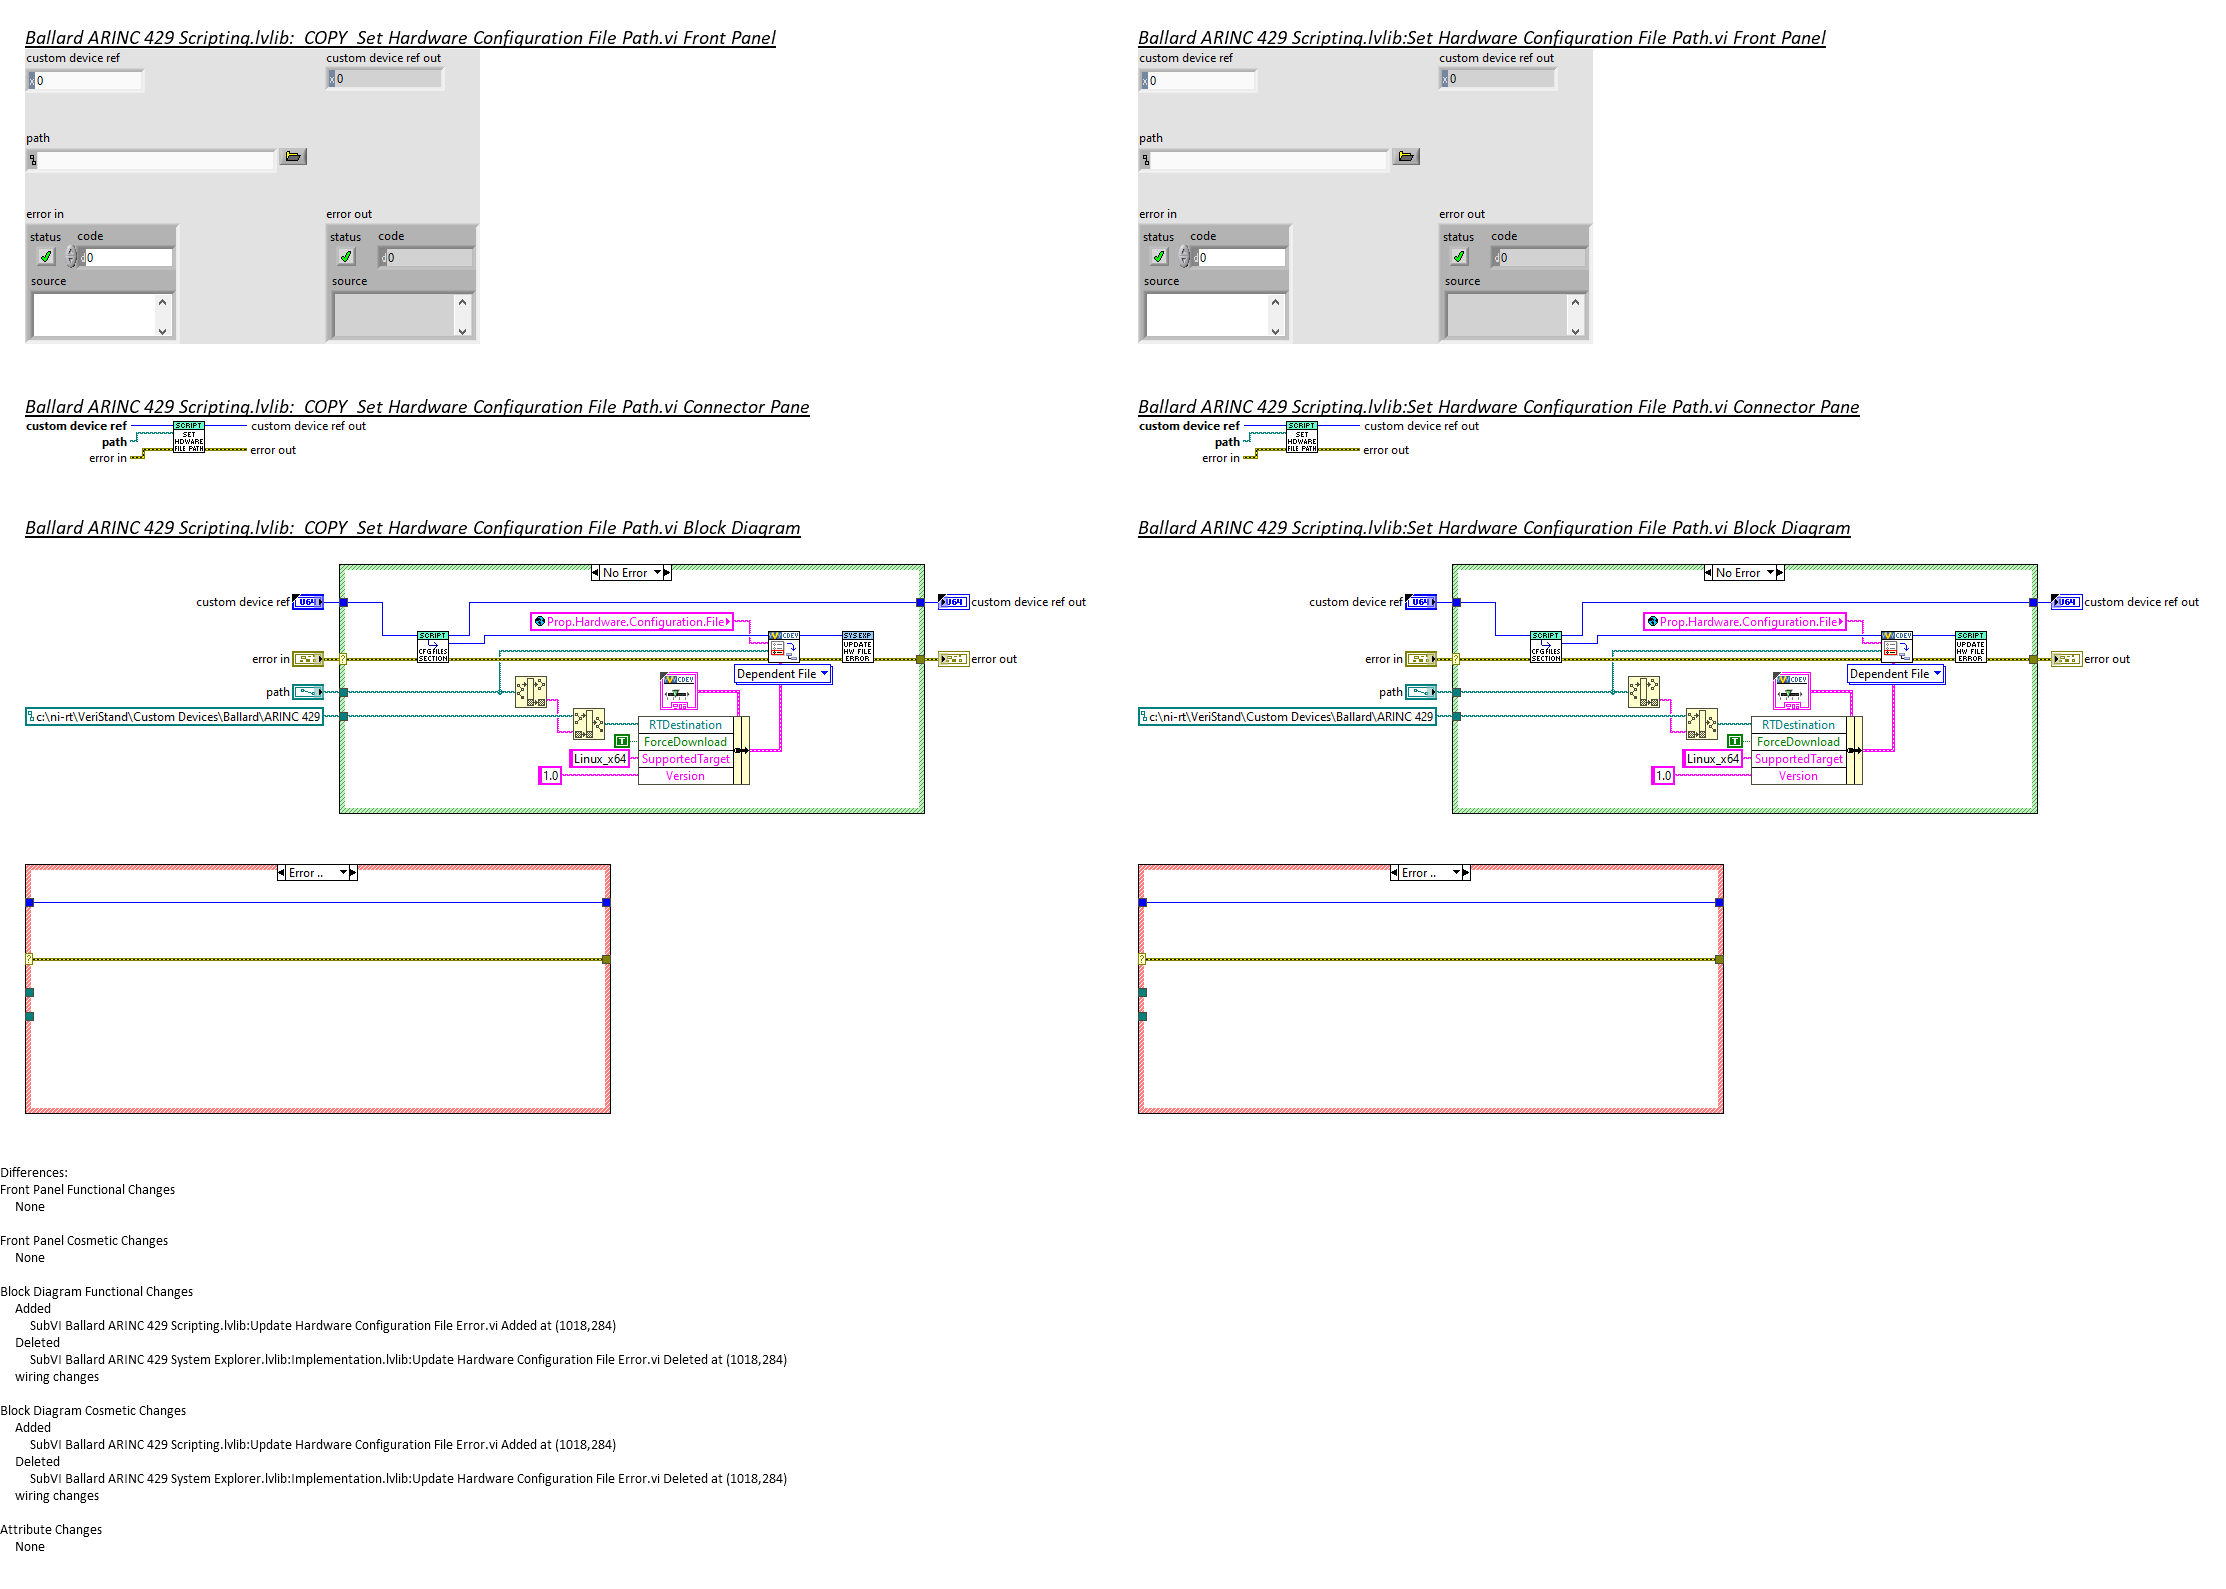 Ballard ARINC 429 Scripting.lvlib:  COPY  Set Hardware Configuration File Path.vi Front Panel
custom device ref
custom device ref out
x 0
x 0
path
error in
error out
status
code
status
code
d 0
d 0
source
source
Ballard ARINC 429 Scripting.lvlib:Set Hardware Configuration File Path.vi Front Panel
custom device ref
custom device ref out
x 0
x 0
path
error in
error out
status
code
status
code
d 0
d 0
source
source
Ballard ARINC 429 Scripting.lvlib:  COPY  Set Hardware Configuration File Path.vi Connector Pane
custom device ref
SCRIPT
custom device ref out
path
SET
HDWARE
FILE PATH
error in
error out
Ballard ARINC 429 Scripting.lvlib:Set Hardware Configuration File Path.vi Connector Pane
custom device ref
SCRIPT
custom device ref out
path
SET
HDWARE
FILE PATH
error in
error out
Ballard ARINC 429 Scripting.lvlib:  COPY  Set Hardware Configuration File Path.vi Block Diagram
No Error
custom device ref
U64
U64
custom device ref out
Prop.Hardware.Configuration.File
SCRIPT
CFG FILES
SECTION
CDEV
SYS EXP
UPDATE
HW FILE
ERROR
error in
?
error out
Dependent File
path
CDEV
c:\ni-rt\VeriStand\Custom Devices\Ballard\ARINC 429
RTDestination
T
ForceDownload
Linux_x64
SupportedTarget
1.0
Version
Ballard ARINC 429 Scripting.lvlib:Set Hardware Configuration File Path.vi Block Diagram
No Error
custom device ref
U64
U64
custom device ref out
Prop.Hardware.Configuration.File
SCRIPT
CFG FILES
SECTION
CDEV
SCRIPT
UPDATE
HW FILE
ERROR
error in
?
error out
Dependent File
path
CDEV
c:\ni-rt\VeriStand\Custom Devices\Ballard\ARINC 429
RTDestination
T
ForceDownload
Linux_x64
SupportedTarget
1.0
Version
Error ..
?
Error ..
?
Differences:
Front Panel Functional Changes
None
Front Panel Cosmetic Changes
None
Block Diagram Functional Changes
Added
SubVI Ballard ARINC 429 Scripting.lvlib:Update Hardware Configuration File Error.vi Added at (1018,284)
Deleted
SubVI Ballard ARINC 429 System Explorer.lvlib:Implementation.lvlib:Update Hardware Configuration File Error.vi Deleted at (1018,284)
wiring changes
Block Diagram Cosmetic Changes
Added
SubVI Ballard ARINC 429 Scripting.lvlib:Update Hardware Configuration File Error.vi Added at (1018,284)
Deleted
SubVI Ballard ARINC 429 System Explorer.lvlib:Implementation.lvlib:Update Hardware Configuration File Error.vi Deleted at (1018,284)
wiring changes
Attribute Changes
None